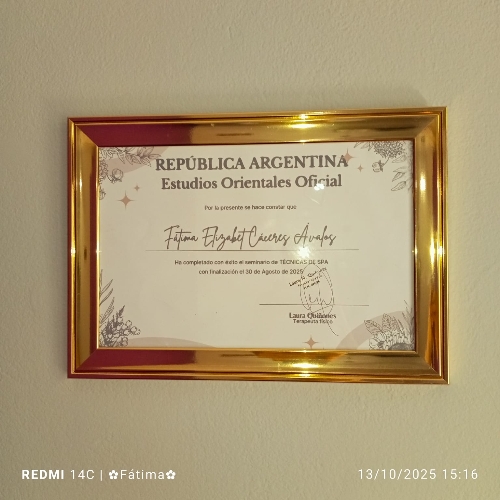 REPÚBLICA ARGENTINA
Estudios Orientales Oficial
Por la presente se hace constar que
Fátima Elizabet Cáceres Ávalos
Ha completado con éxito el seminario de TÉCNICAS DE SPA
con finalización el 30 de Agosto de 2025
Laura Quiñones
Terapeuta física
REDMI 14C | ✿Fátima✿
13/10/2025 15:16